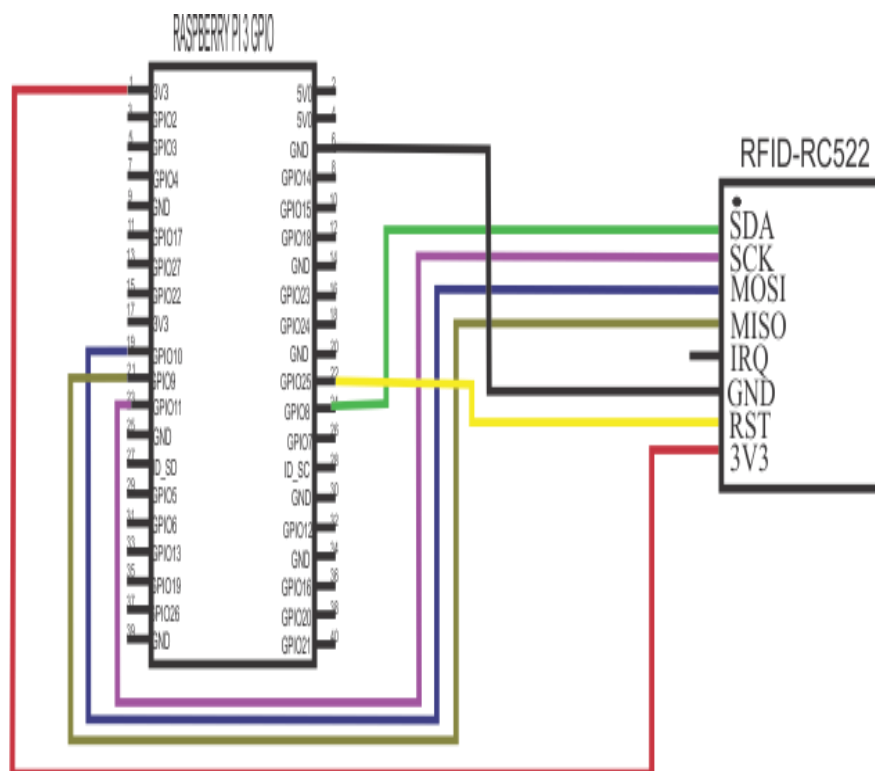 RASPBERRY PI 3 GPIO
1 3V3 5V0 2
3 GPIO2 5V0 4
5 GPIO3 GND 6
7 GPIO4 GPIO14 8
9 GND GPIO15 10
11 GPIO17 GPIO18 12
13 GPIO27 GND 14
15 GPIO22 GPIO23 16
17 3V3 GPIO24 18
19 GPIO10 GND 20
21 GPIO9 GPIO25 22
23 GPIO11 GPIO8 24
25 GND GPIO7 26
27 ID_SD ID_SC 28
29 GPIO5 GND 30
31 GPIO6 GPIO12 32
33 GPIO13 GND 34
35 GPIO19 GPIO16 36
37 GPIO26 GPIO20 38
39 GND GPIO21 40
RFID-RC522
SDA
SCK
MOSI
MISO
IRQ
GND
RST
3V3